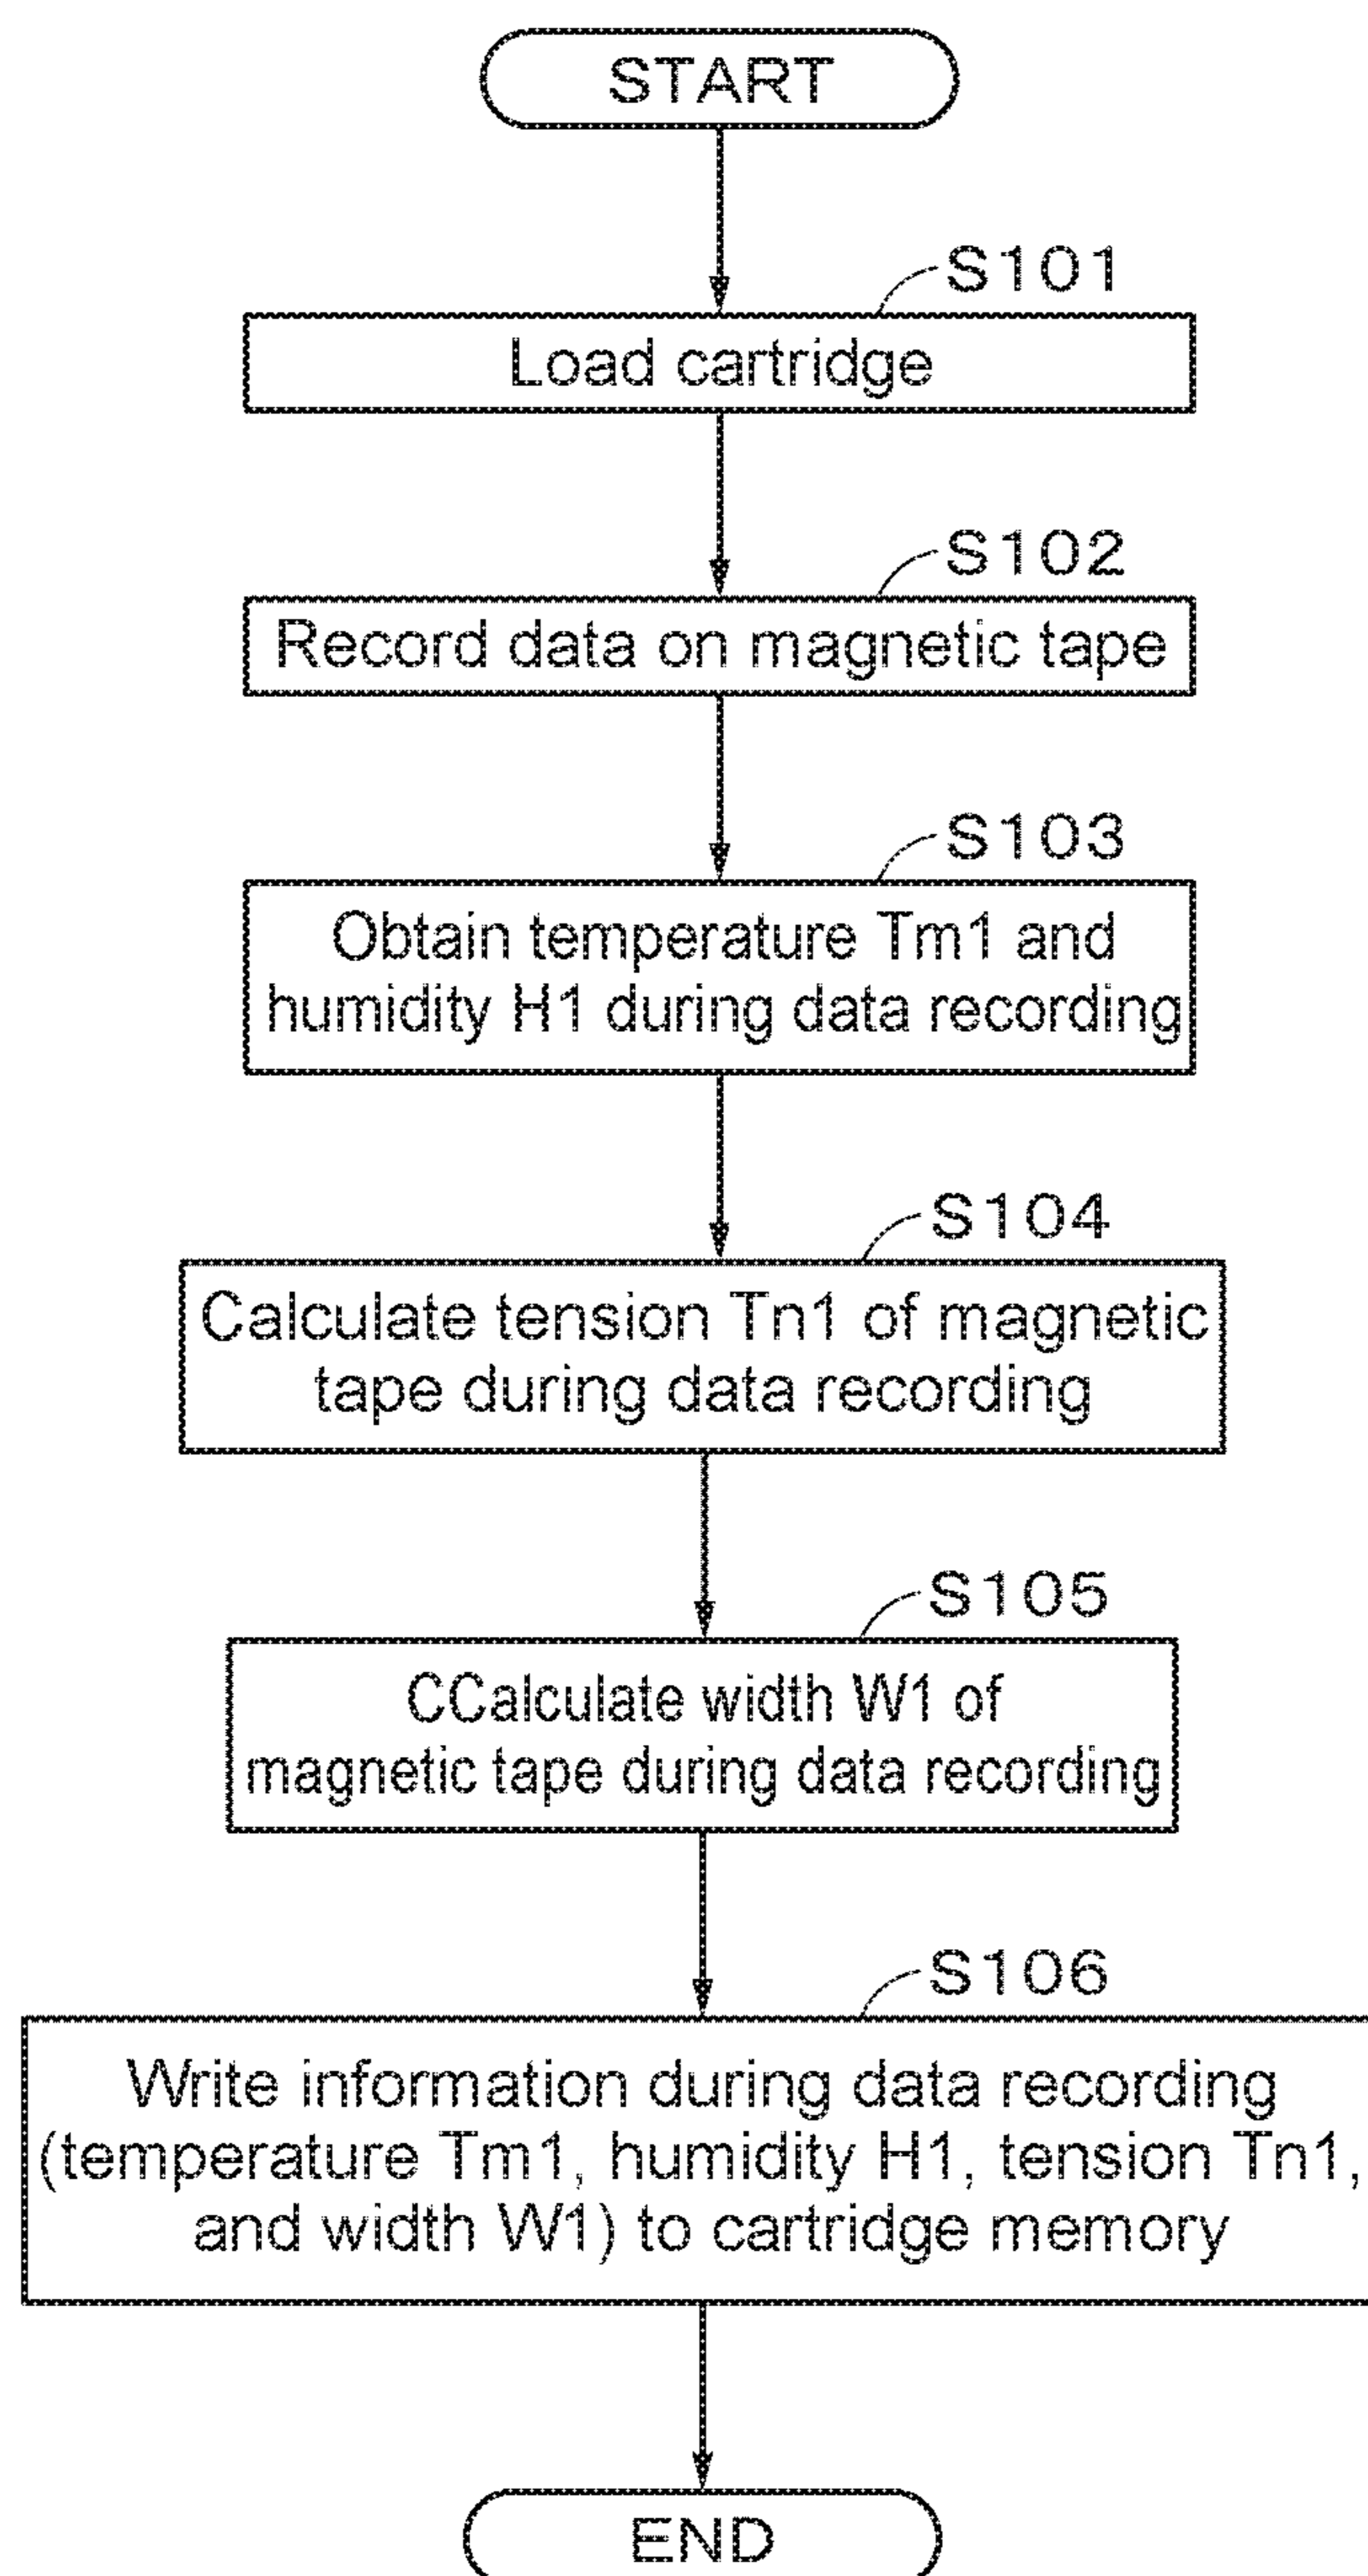 START
S101
Load cartridge
S102
Record data on magnetic tape
S103
Obtain temperature Tm1 and
humidity H1 during data recording
S104
Calculate tension Tn1 of magnetic
tape during data recording
S105
CCalculate width W1 of
magnetic tape during data recording
S106
Write information during data recording
(temperature Tm1, humidity H1, tension Tn1,
and width W1) to cartridge memory
END